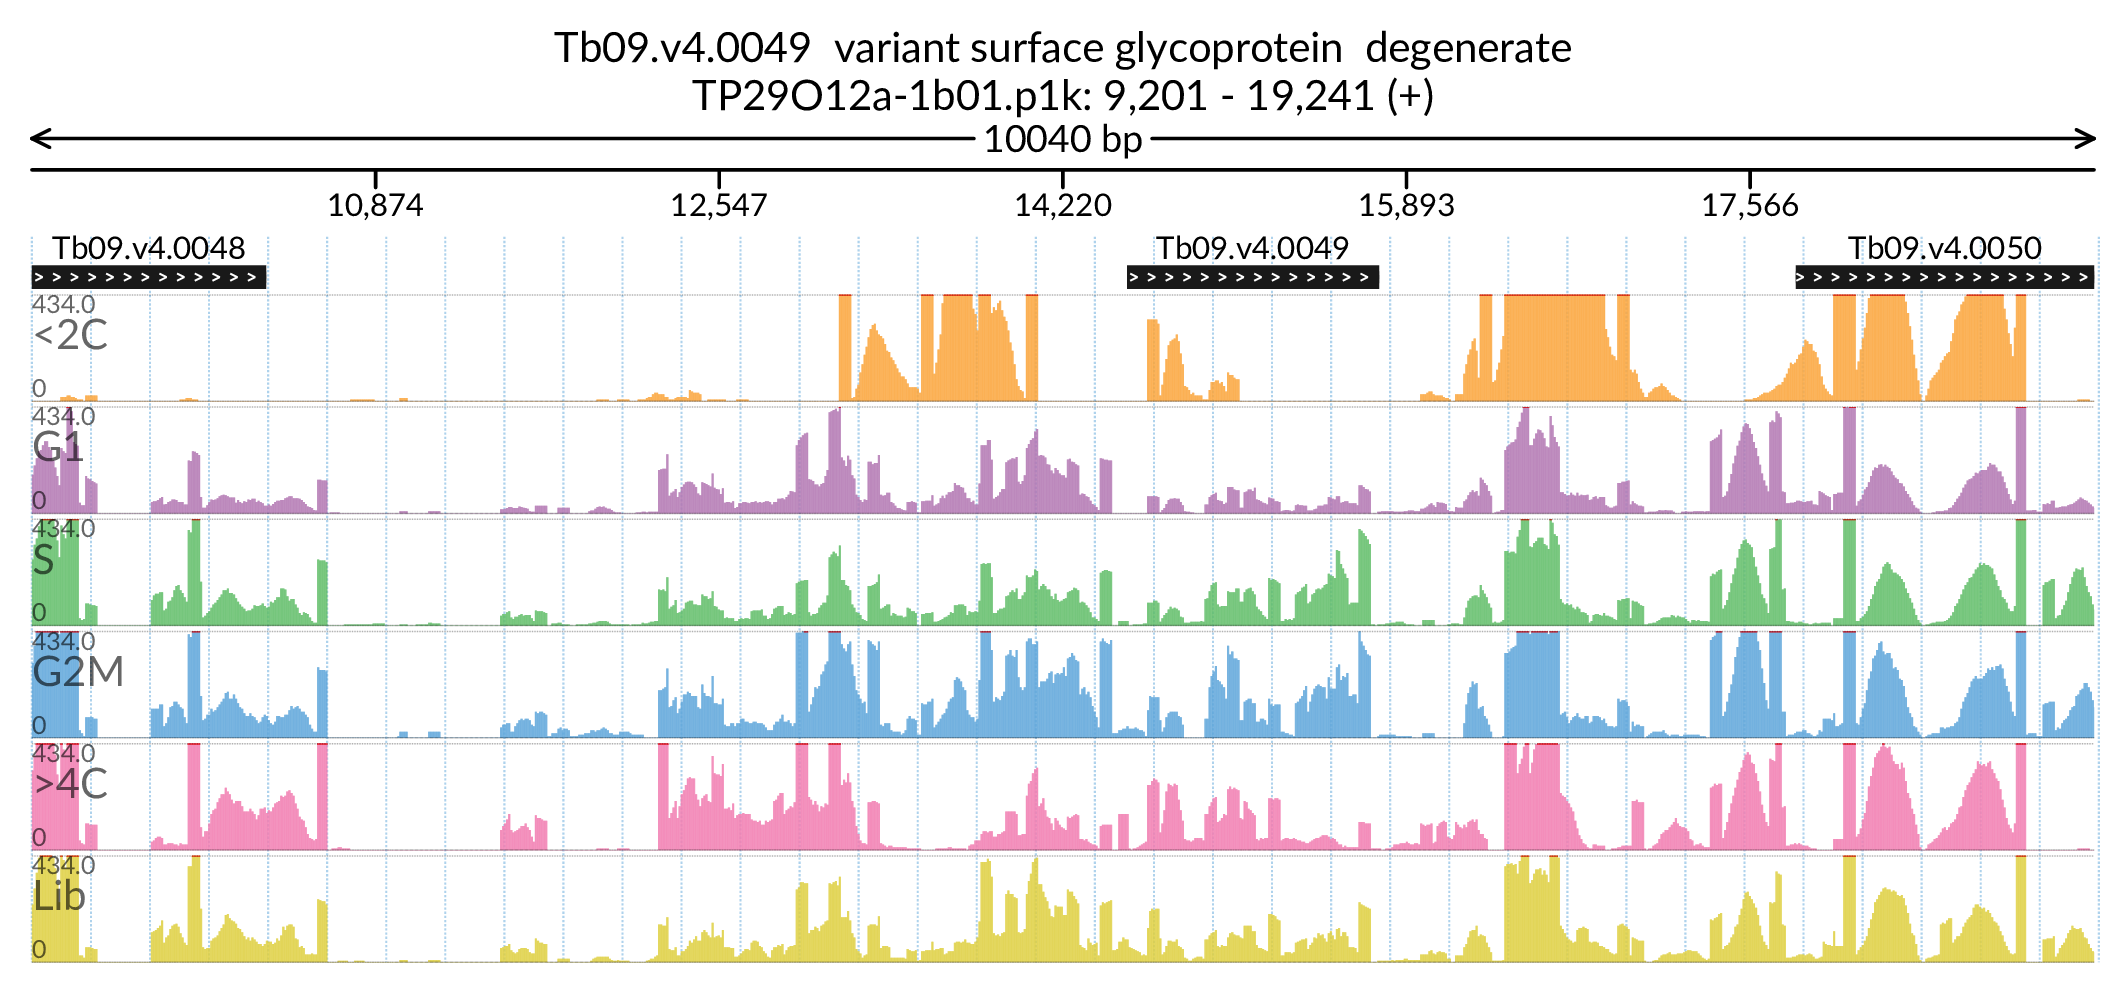 Tb09.v4.0049 variant surface glycoprotein degenerate
TP29O12a-1b01.p1k: 9,201 - 19,241 (+)
10040 bp
10,874 12,547 14,220 15,893 17,566
Tb09.v4.0048 Tb09.v4.0049 Tb09.v4.0050
434.0
<2C
0
434.0
G1
0
434.0
S
0
434.0
G2M
0
434.0
>4C
0
434.0
Lib
0